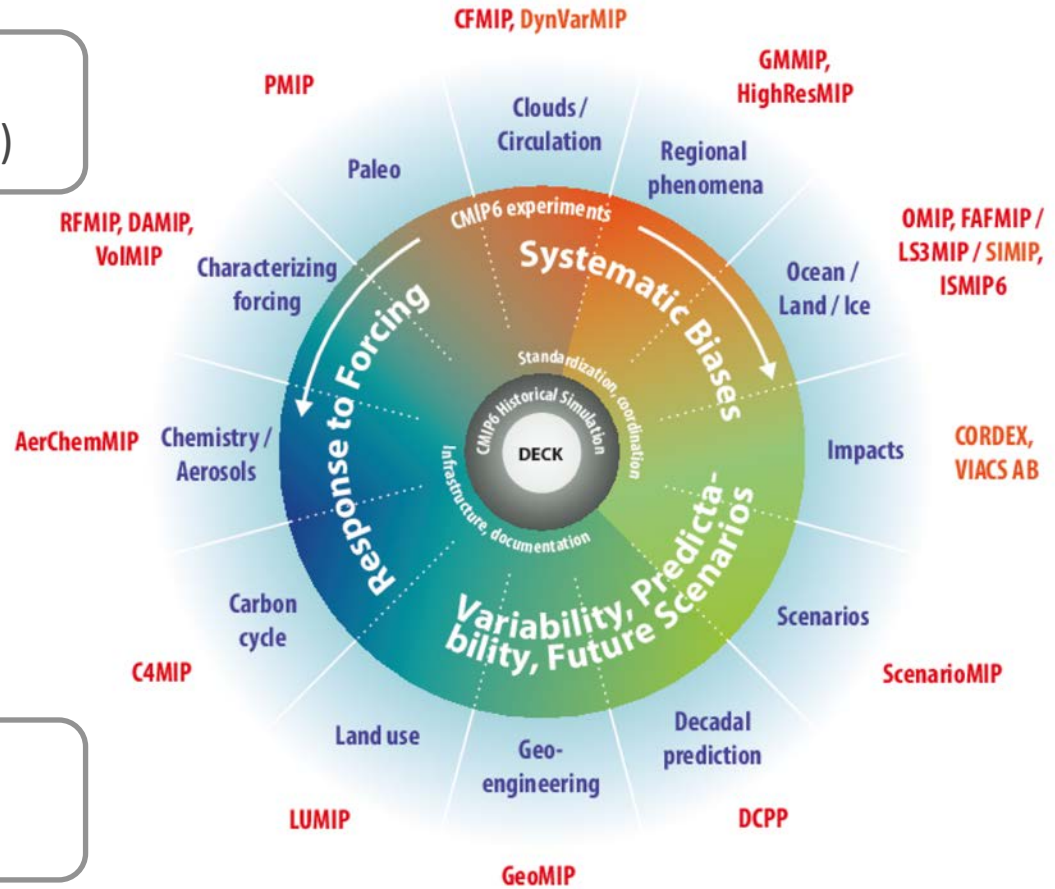 )
CFMIP, DynVarMIP
GMMIP,
HighResMIP
OMIP, FAFMIP /
LS3MIP / SIMIP,
ISMIP6
CORDEX,
VIACS AB
ScenarioMIP
DCPP
GeoMIP
LUMIP
C4MIP
AerChemMIP
RFMIP, DAMIP,
VolMIP
PMIP
Clouds /
Circulation
Regional
phenomena
Ocean /
Land / Ice
Impacts
Scenarios
Decadal
prediction
Geo-
engineering
Land use
Carbon
cycle
Chemistry /
Aerosols
Characterizing
forcing
Paleo
CMIP6 experiments
Systematic Biases
Variability, Predicta-
bility, Future Scenarios
Response to Forcing
Standardization, coordination
Infrastructure, documentation
CMIP6 Historical Simulation
DECK